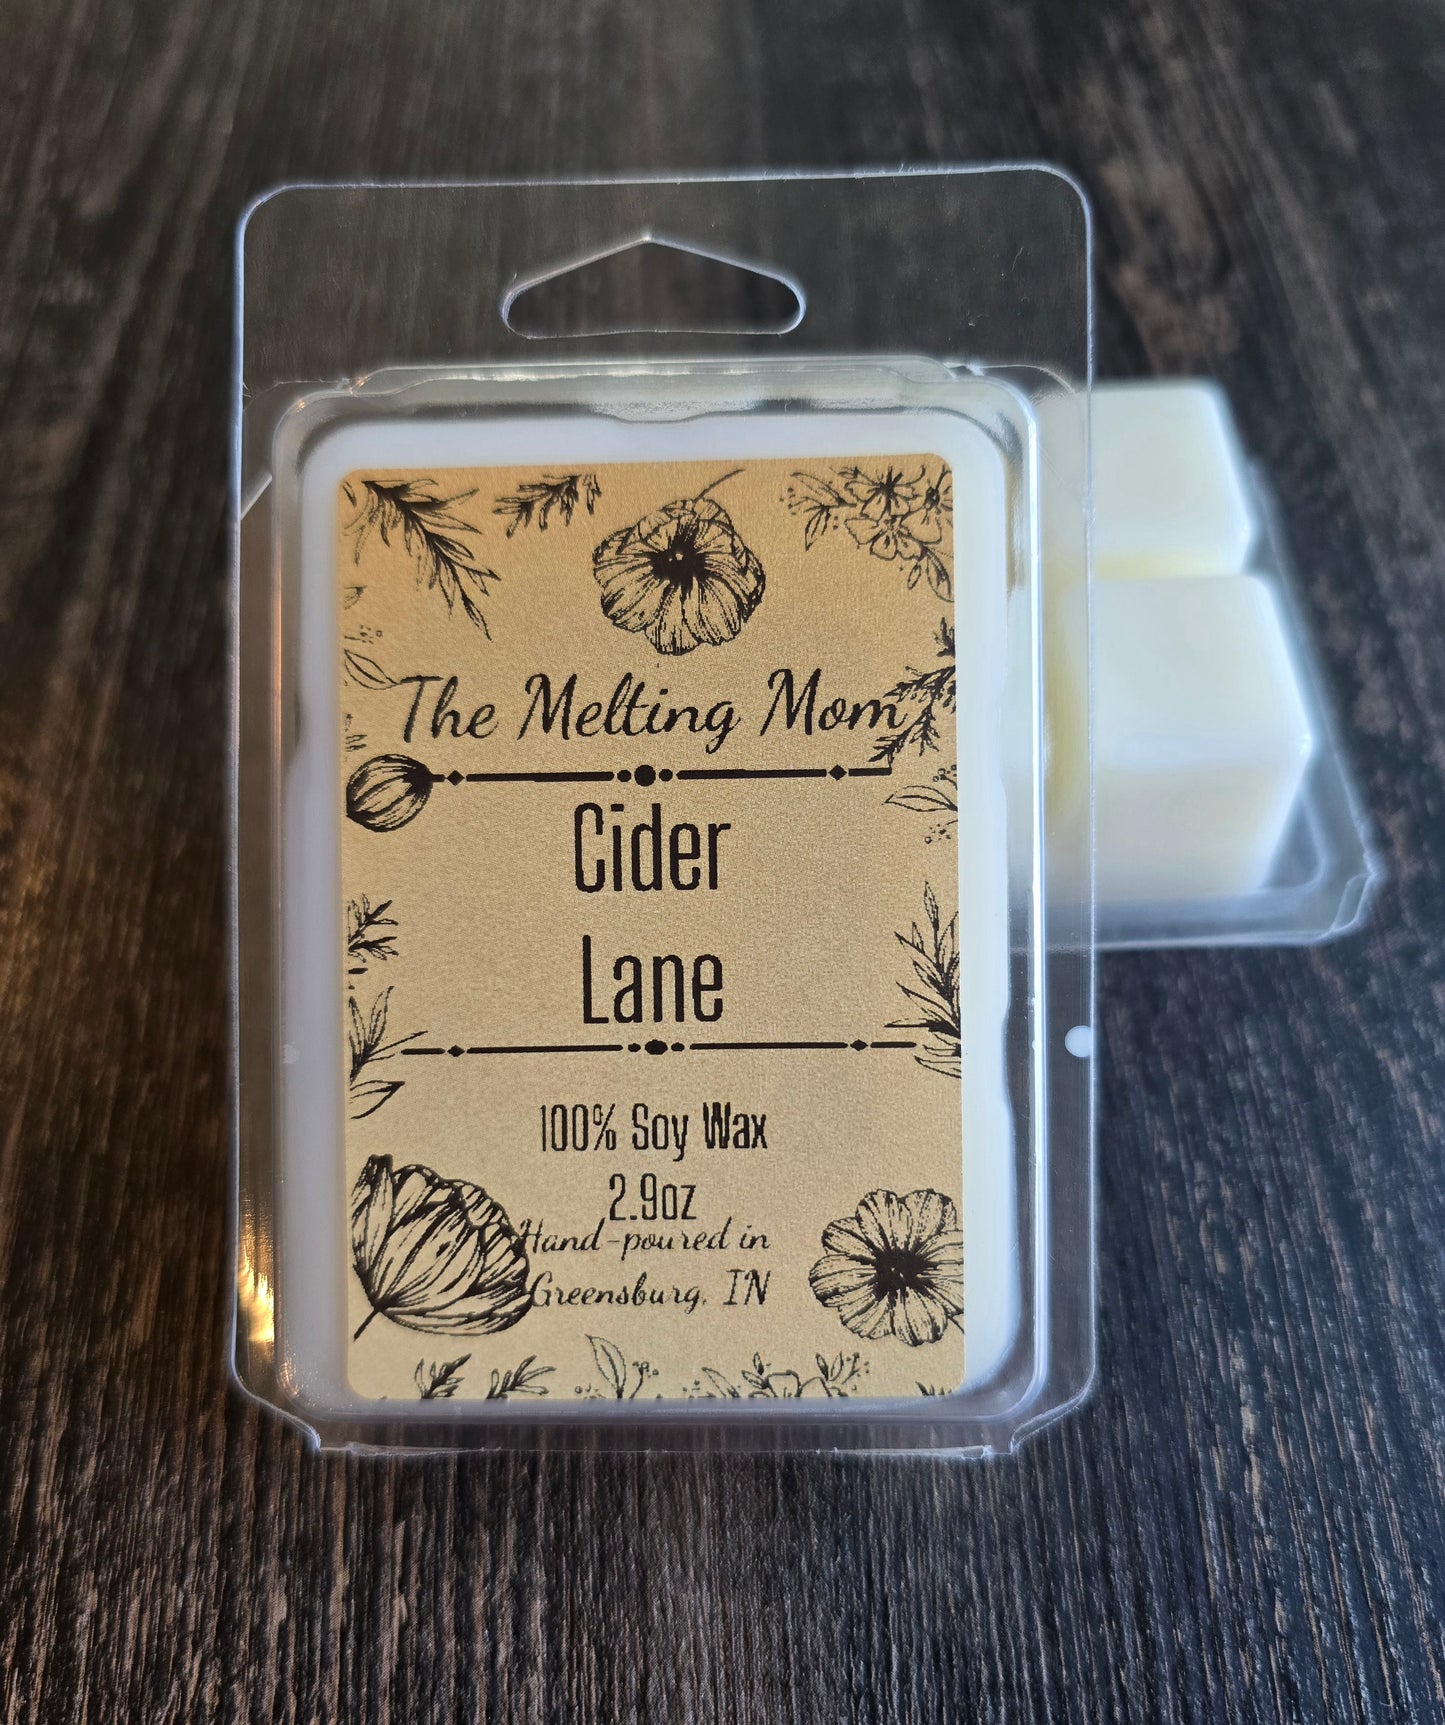 The Melting Mom
Cider
Lane
100% Soy Wax
2.9oz
Hand-poured in
Greensburg, IN